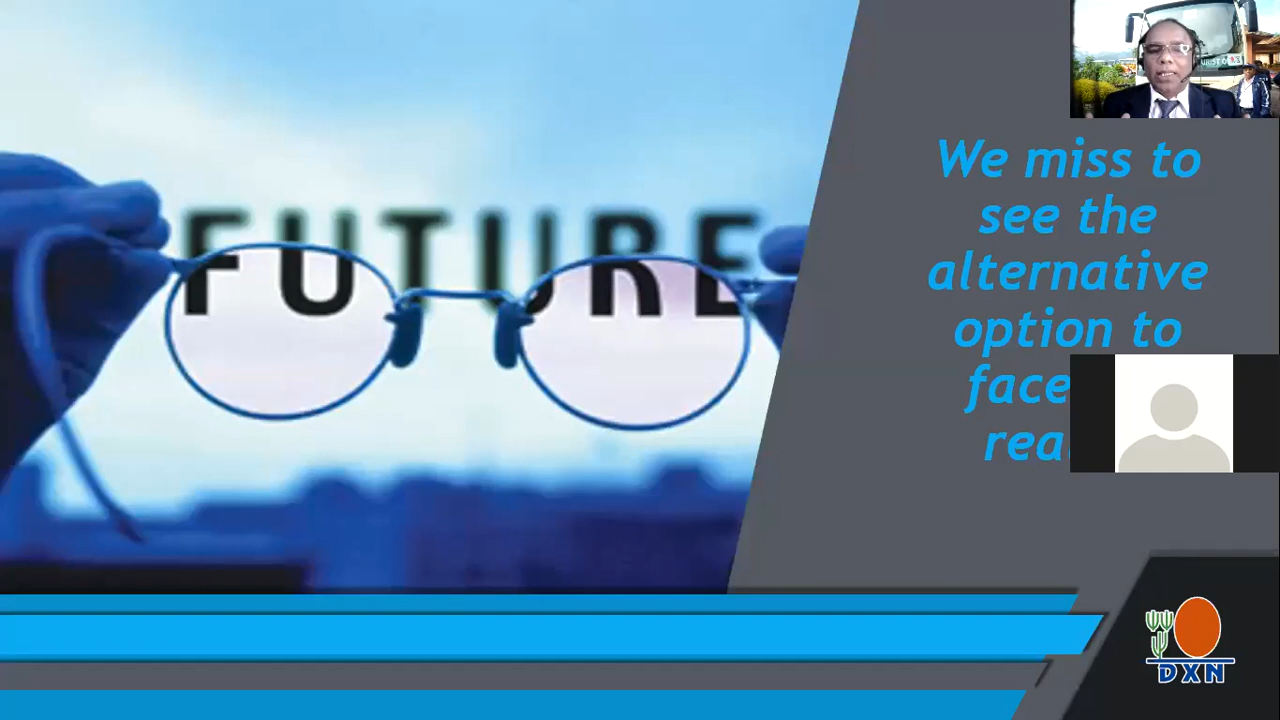 FUTURE
We miss to
see the
alternative
option to
face
DXN